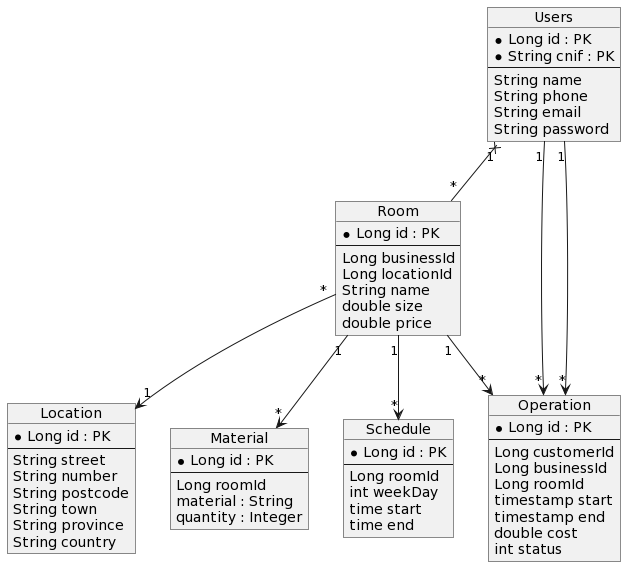 Users
* Long id : PK
* String cnif : PK
String name
String phone
String email
String password
1
1
1
*
Room
* Long id : PK
Long businessId
Long locationId
String name
double size
double price
*
1
1
1
1
*
*
*
*
*
Location
* Long id : PK
String street
String number
String postcode
String town
String province
String country
Material
* Long id : PK
Long roomId
material : String
quantity : Integer
Schedule
* Long id : PK
Long roomId
int weekDay
time start
time end
Operation
* Long id : PK
Long customerId
Long businessId
Long roomId
timestamp start
timestamp end
double cost
int status